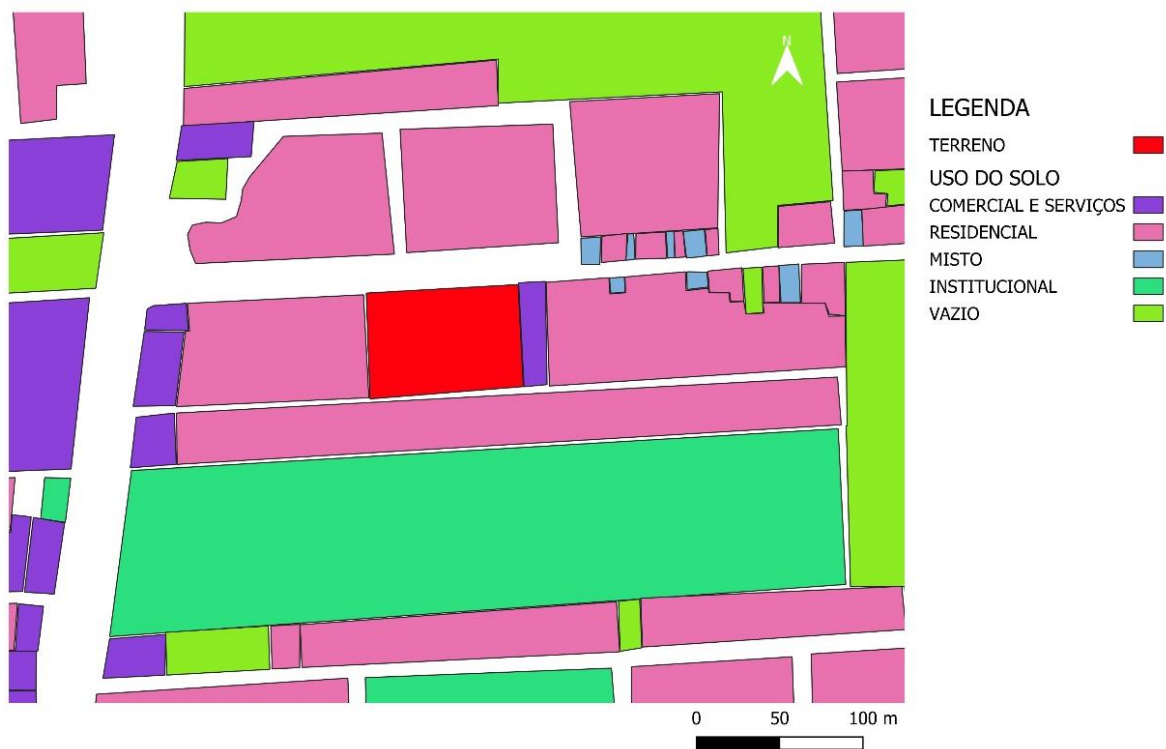 N
LEGENDA
TERRENO
USO DO SOLO
COMERCIAL E SERVIÇOS
RESIDENCIAL
MISTO
INSTITUCIONAL
VAZIO
0 50 100 m